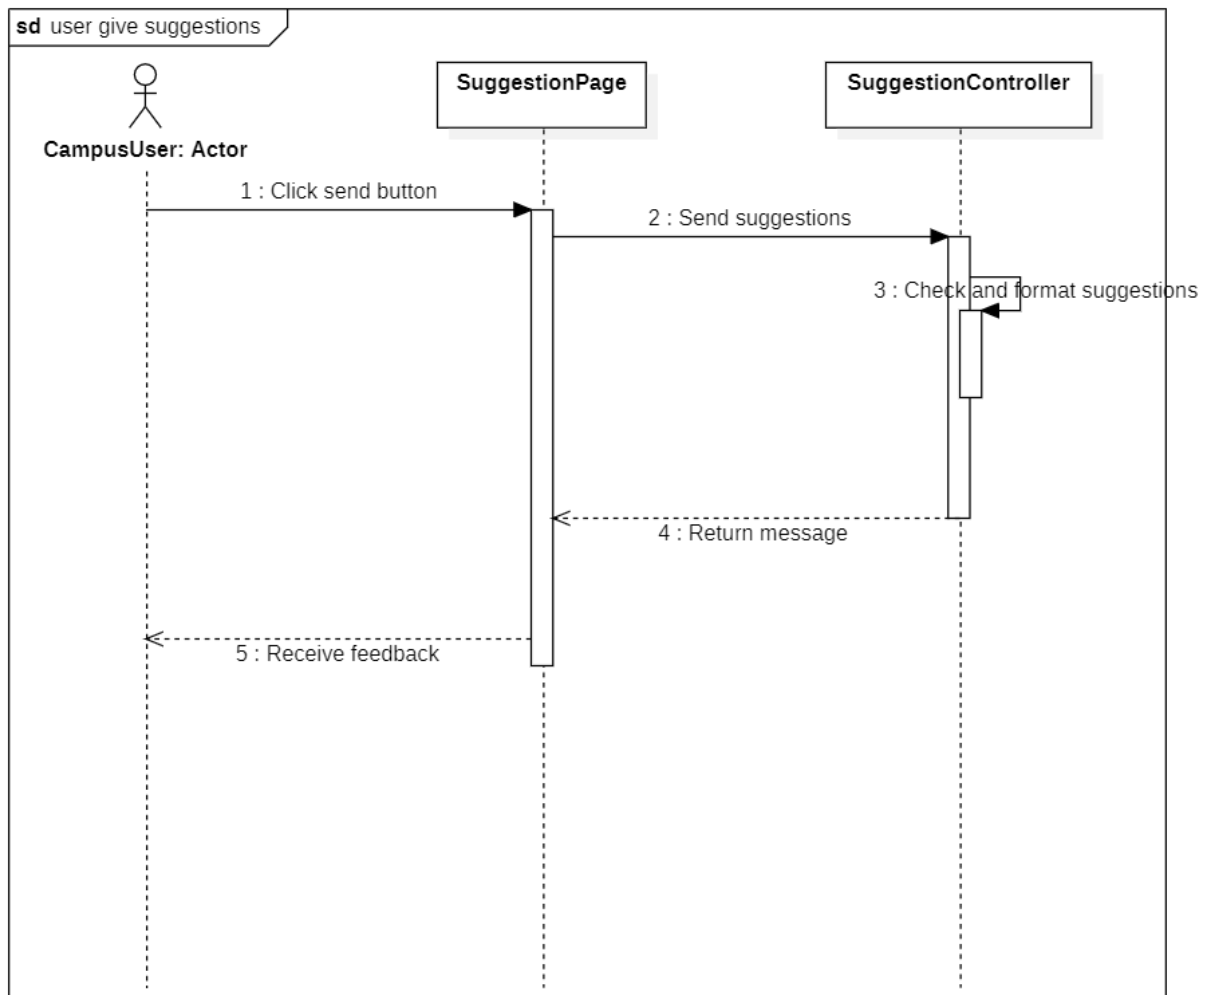 sd user give suggestions
CampusUser: Actor
SuggestionPage
SuggestionController
1 : Click send button
2 : Send suggestions
3 : Check and format suggestions
4 : Return message
5 : Receive feedback